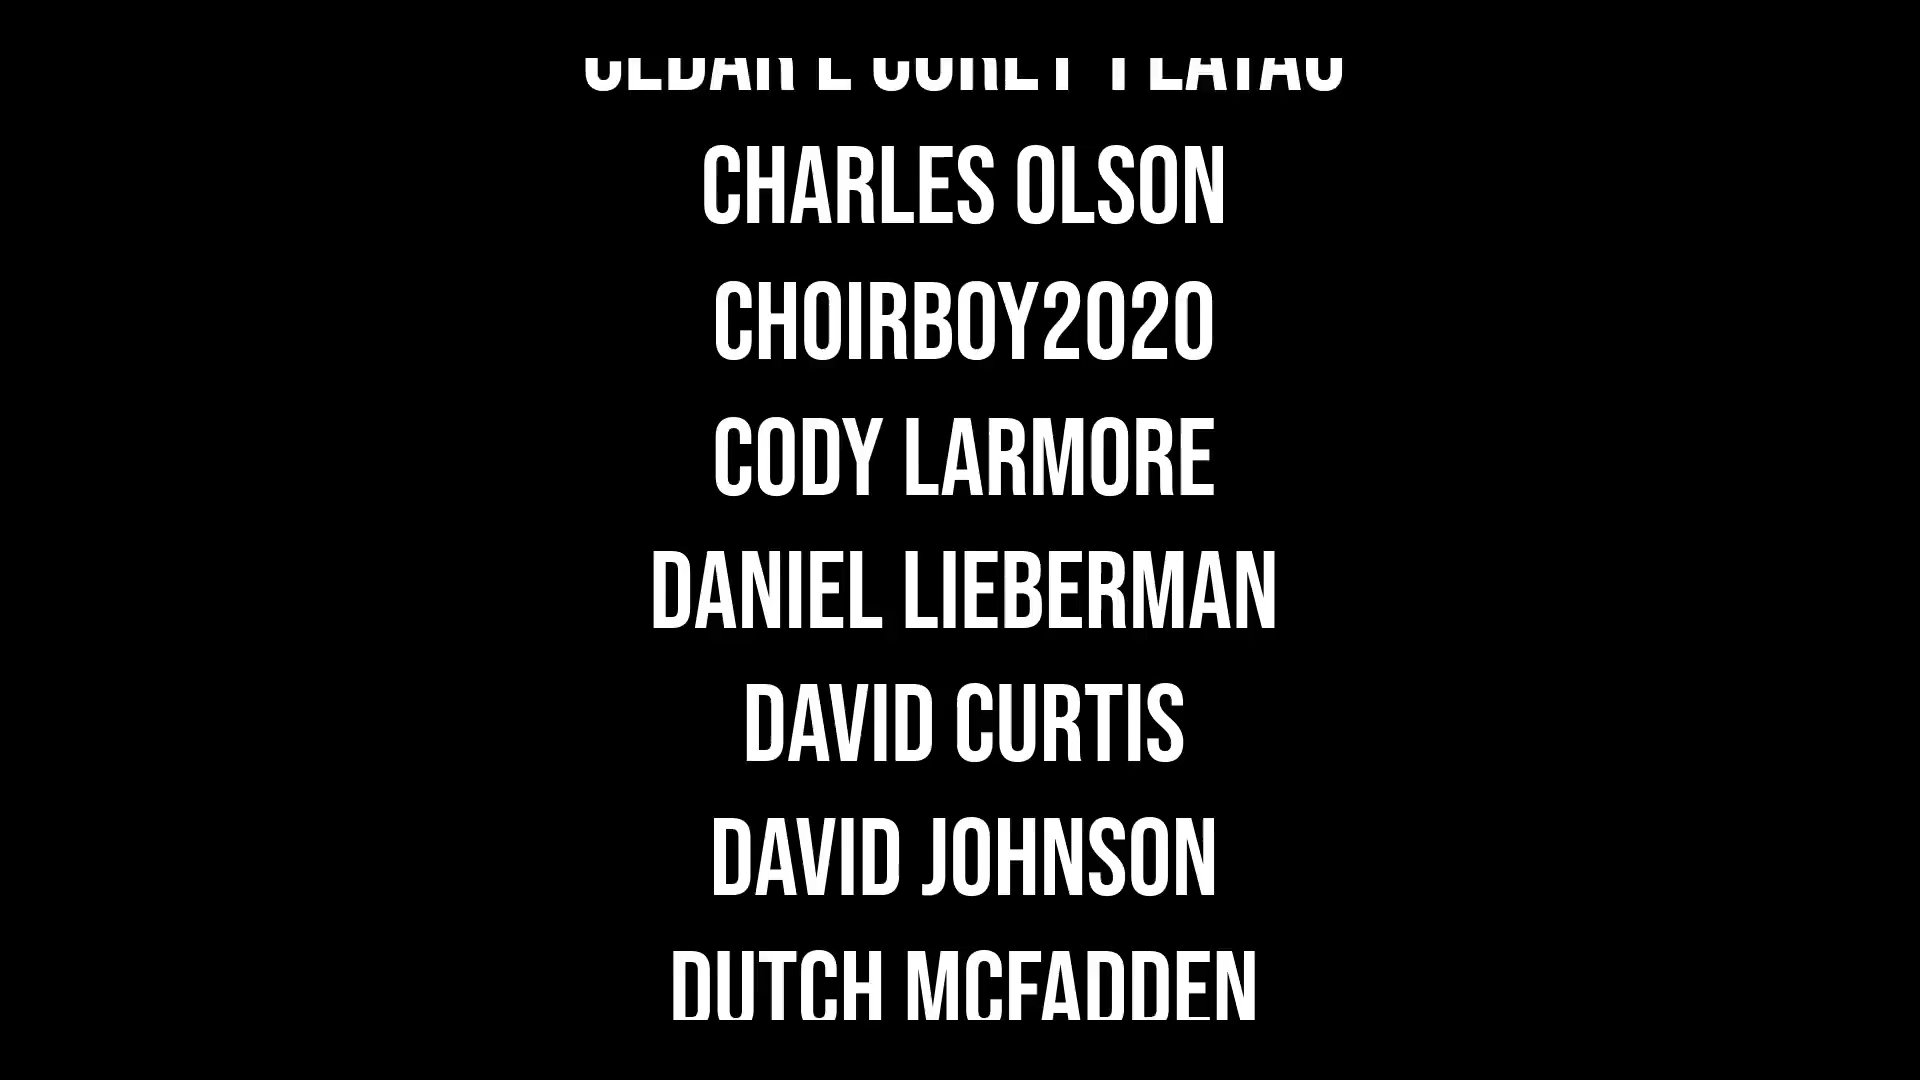 CHARLES OLSON
CHOIRBOY2020
CODY LARMORE
DANIEL LIEBERMAN
DAVID CURTIS
DAVID JOHNSON
DUTCH MCFADDEN